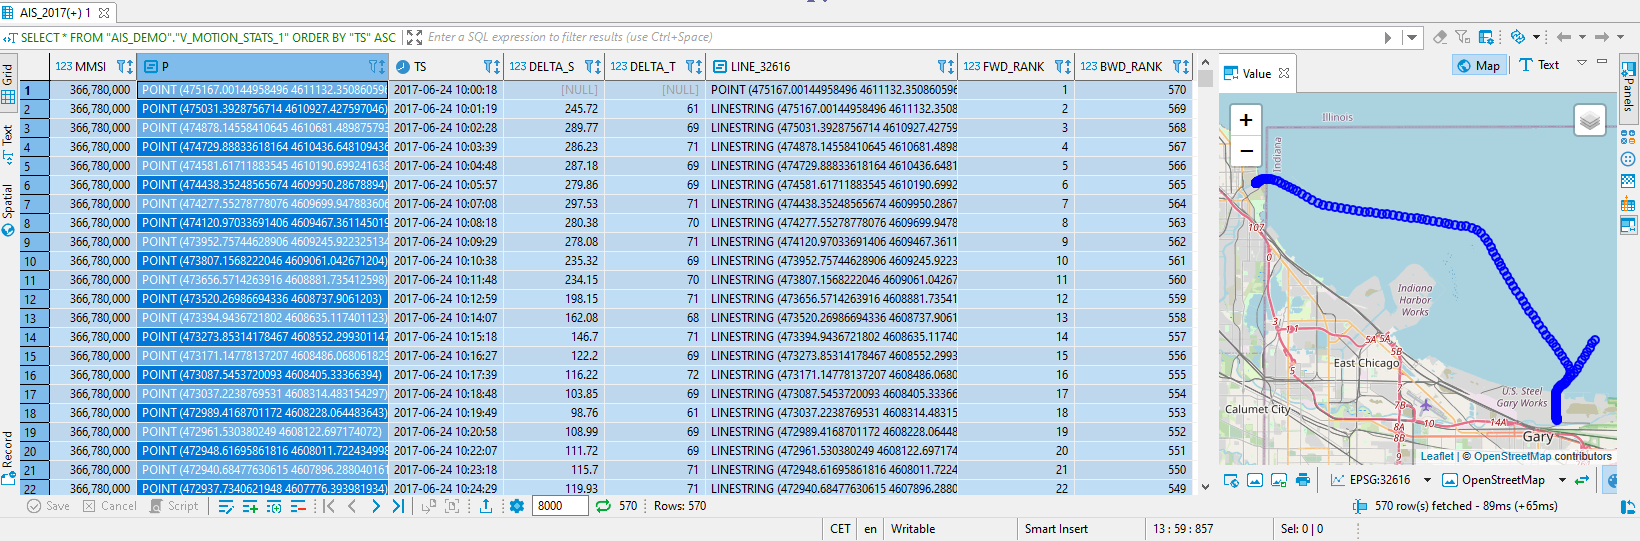 AIS_2017(+) 1
SELECT * FROM "AIS_DEMO"."V_MOTION_STATS_1" ORDER BY "TS" ASC Enter a SQL expression to filter results (use Ctrl+Space)
Grid
Text
Spatial
Record
123 MMSI P TS 123 DELTA_S 123 DELTA_T LINE_32616 123 FWD_RANK 123 BWD_RANK
1 366,780,000 POINT (475167.00144958496 4611132.350860596 2017-06-24 10:00:18 [NULL] [NULL] POINT (475167.00144958496 4611132.350860596 1 570
2 366,780,000 POINT (475031.3928756714 4610927.427597046) 2017-06-24 10:01:19 245.72 61 LINESTRING (475167.00144958496 4611132.3508 2 569
3 366,780,000 POINT (474878.14558410645 4610681.489875793 2017-06-24 10:02:28 289.77 69 LINESTRING (475031.3928756714 4610927.42759 3 568
4 366,780,000 POINT (474729.88833618164 4610436.648109436 2017-06-24 10:03:39 286.23 71 LINESTRING (474878.14558410645 4610681.4898 4 567
5 366,780,000 POINT (474581.61711883545 4610190.699241638 2017-06-24 10:04:48 287.18 69 LINESTRING (474729.88833618164 4610436.6481 5 566
6 366,780,000 POINT (474438.35248565674 4609950.28678894) 2017-06-24 10:05:57 279.86 69 LINESTRING (474581.61711883545 4610190.6992 6 565
7 366,780,000 POINT (474277.55278778076 4609699.947883606 2017-06-24 10:07:08 297.53 71 LINESTRING (474438.35248565674 4609950.2867 7 564
8 366,780,000 POINT (474120.97033691406 4609467.361145019 2017-06-24 10:08:18 280.38 70 LINESTRING (474277.55278778076 4609699.9478 8 563
9 366,780,000 POINT (473952.75744628906 4609245.922325134 2017-06-24 10:09:29 278.08 71 LINESTRING (474120.97033691406 4609467.3611 9 562
10 366,780,000 POINT (473807.1568222046 4609061.042671204) 2017-06-24 10:10:38 235.32 69 LINESTRING (473952.75744628906 4609245.9223 10 561
11 366,780,000 POINT (473656.5714263916 4608881.735412598) 2017-06-24 10:11:48 234.15 70 LINESTRING (473807.1568222046 4609061.04267 11 560
12 366,780,000 POINT (473520.26986694336 4608737.9061203) 2017-06-24 10:12:59 198.15 71 LINESTRING (473656.5714263916 4608881.73541 12 559
13 366,780,000 POINT (473394.9436721802 4608635.117401123) 2017-06-24 10:14:07 162.08 68 LINESTRING (473520.26986694336 4608737.9061 13 558
14 366,780,000 POINT (473273.85314178467 4608552.299301147 2017-06-24 10:15:18 146.7 71 LINESTRING (473394.9436721802 4608635.11740 14 557
15 366,780,000 POINT (473171.14778137207 4608486.068061829 2017-06-24 10:16:27 122.2 69 LINESTRING (473273.85314178467 4608552.2993 15 556
16 366,780,000 POINT (473087.5453720093 4608405.33366394) 2017-06-24 10:17:39 116.22 72 LINESTRING (473171.14778137207 4608486.0680 16 555
17 366,780,000 POINT (473037.2238769531 4608314.483154297) 2017-06-24 10:18:48 103.85 69 LINESTRING (473087.5453720093 4608405.33366 17 554
18 366,780,000 POINT (472989.4168701172 4608228.064483643) 2017-06-24 10:19:49 98.76 61 LINESTRING (473037.2238769531 4608314.48315 18 553
19 366,780,000 POINT (472961.530380249 4608122.697174072) 2017-06-24 10:20:58 108.99 69 LINESTRING (472989.4168701172 4608228.06448 19 552
20 366,780,000 POINT (472948.61695861816 4608011.722434998 2017-06-24 10:22:07 111.72 69 LINESTRING (472961.530380249 4608122.697174 20 551
21 366,780,000 POINT (472940.68477630615 4607896.288040161 2017-06-24 10:23:18 115.7 71 LINESTRING (472948.61695861816 4608011.7224 21 550
22 366,780,000 POINT (472937.7340621948 4607776.393981934) 2017-06-24 10:24:29 119.93 71 LINESTRING (472940.68477630615 4607896.2880 22 549
Value
Map
Text
Panels
+
−
Illinois
Indiana
107
Indiana
Harbor
Works
3
11
5A 5A
5B
East Chicago
U.S. Steel
Gary Works
Calumet City
7B
10 14A
8A
8B
9
Gary
Leaflet | © OpenStreetMap contributors
EPSG:32616 OpenStreetMap
Save Cancel Script 8000 570 Rows: 570
570 row(s) fetched - 89ms (+65ms)
CET en Writable Smart Insert 13 : 59 : 857 Sel: 0 | 0